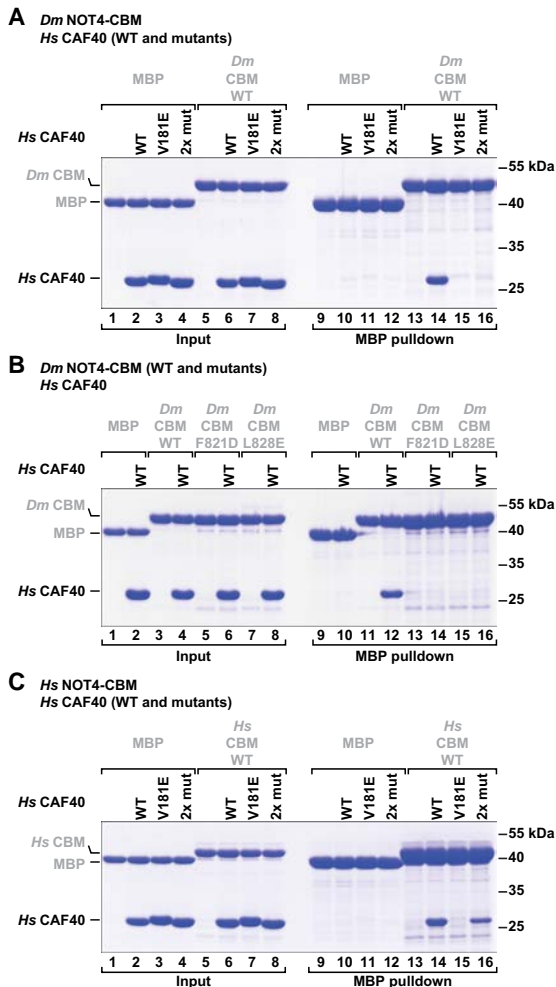 A Dm NOT4-CBM
Hs CAF40 (WT and mutants)
Dm
CBM
WT
Dm
CBM
WT
MBP
MBP
Hs CAF40 WT V181E 2x mut WT V181E 2x mut WT V181E 2x mut WT V181E 2x mut
Dm CBM
MBP
Hs CAF40
–55 kDa
–40
–35
–25
1 2 3 4 5 6 7 8 9 10 11 12 13 14 15 16
Input MBP pulldown
B Dm NOT4-CBM (WT and mutants)
Hs CAF40
MBP Dm CBM WT Dm CBM F821D Dm CBM L828E MBP Dm CBM WT Dm CBM F821D Dm CBM L828E
Hs CAF40 WT WT WT WT WT WT WT WT
Dm CBM
MBP
Hs CAF40
–55 kDa
–40
–35
–25
1 2 3 4 5 6 7 8 9 10 11 12 13 14 15 16
Input MBP pulldown
C Hs NOT4-CBM
Hs CAF40 (WT and mutants)
Hs
CBM
WT
Hs
CBM
WT
MBP
MBP
Hs CAF40 WT V181E 2x mut WT V181E 2x mut WT V181E 2x mut WT V181E 2x mut
Hs CBM
MBP
Hs CAF40
–55 kDa
–40
–35
–25
1 2 3 4 5 6 7 8 9 10 11 12 13 14 15 16
Input MBP pulldown